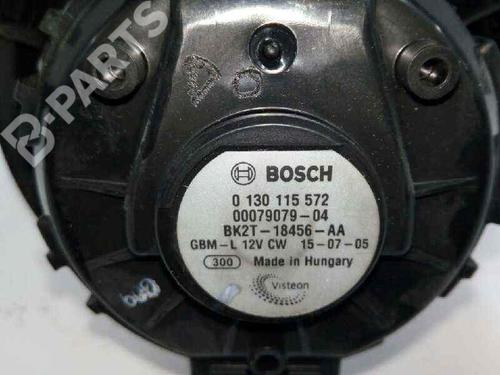 B-PARTS
BOSCH
0 130 115 572
00079079-04
BK2T-18456-AA
GBM-L 12V CW 15-07-05
300 Made in Hungary
Visteon